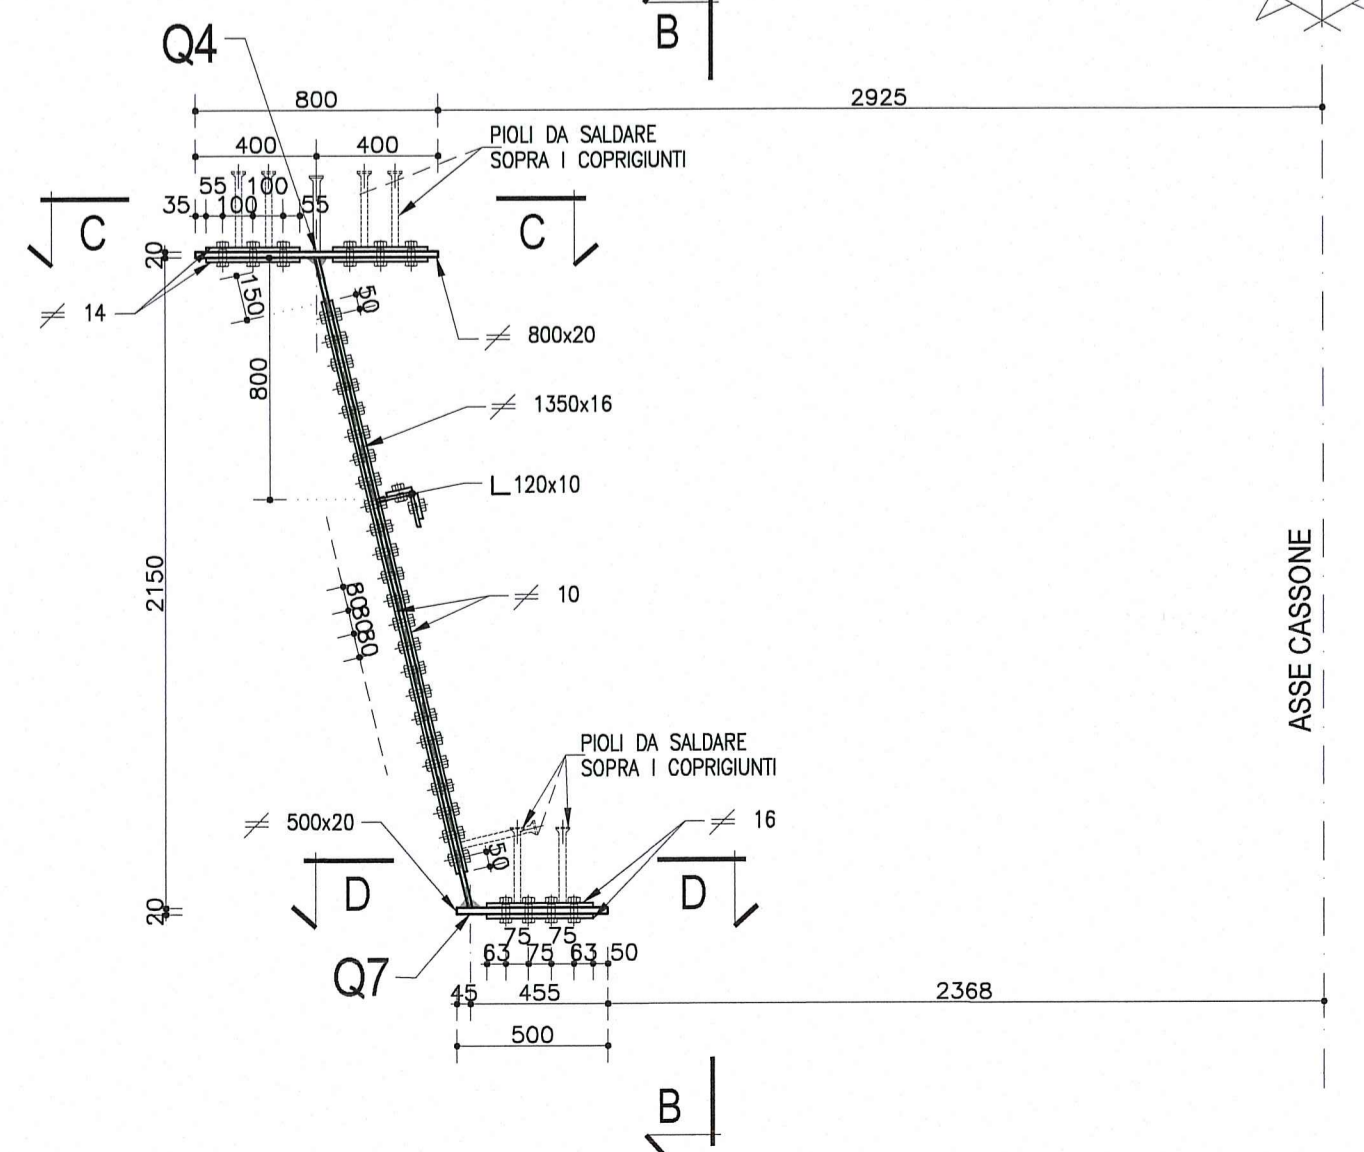 B
Q4
800
2925
400
400
PIOLI DA SALDARE
SOPRA I COPRIGIUNTI
35
55
100
100
55
C
C
20
150
50
14
800x20
800
1350x16
L 120x10
2150
80
80
80
10
ASSE CASSONE
PIOLI DA SALDARE
SOPRA I COPRIGIUNTI
500x20
16
50
D
D
20
75
75
63
75
63
50
Q7
45
455
2368
500
B